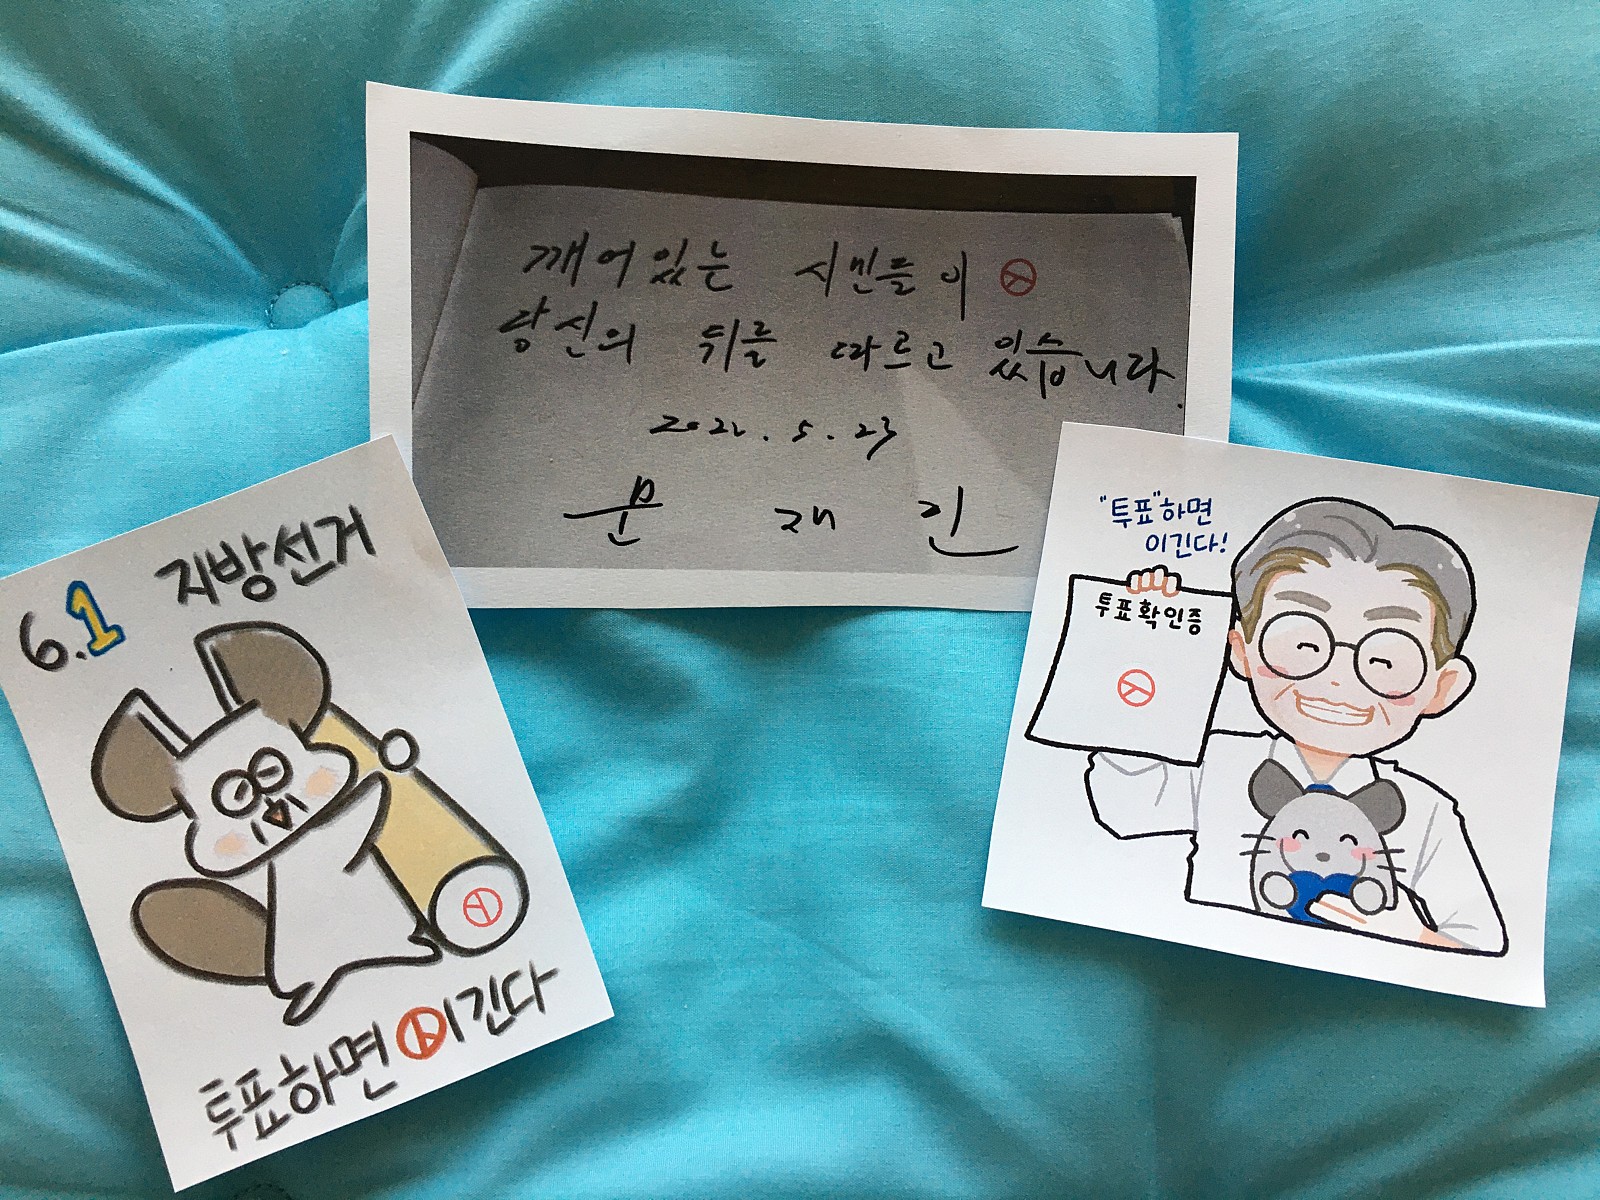 깨어있는 시민들이
당신의 뒤를 따르고 있습니다.
2022.5.23
문재인
6.1 지방선거
투표하면 이긴다
"투표"하면
이긴다!
투표확인증